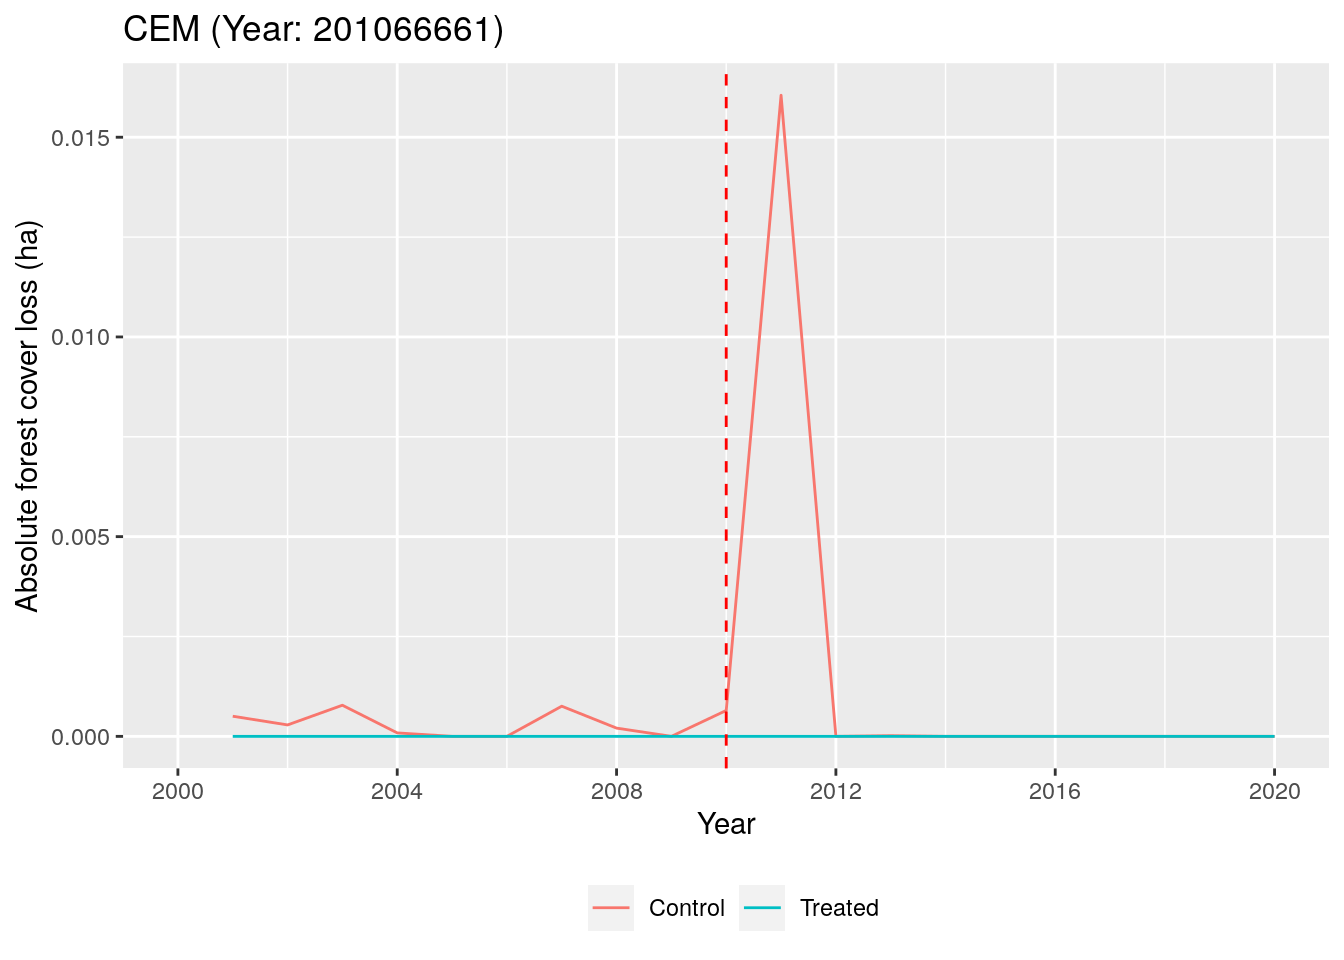 CEM (Year: 201066661)
Absolute forest cover loss (ha)
0.015
0.010
0.005
0.000
2000 2004 2008 2012 2016 2020
Year
Control Treated